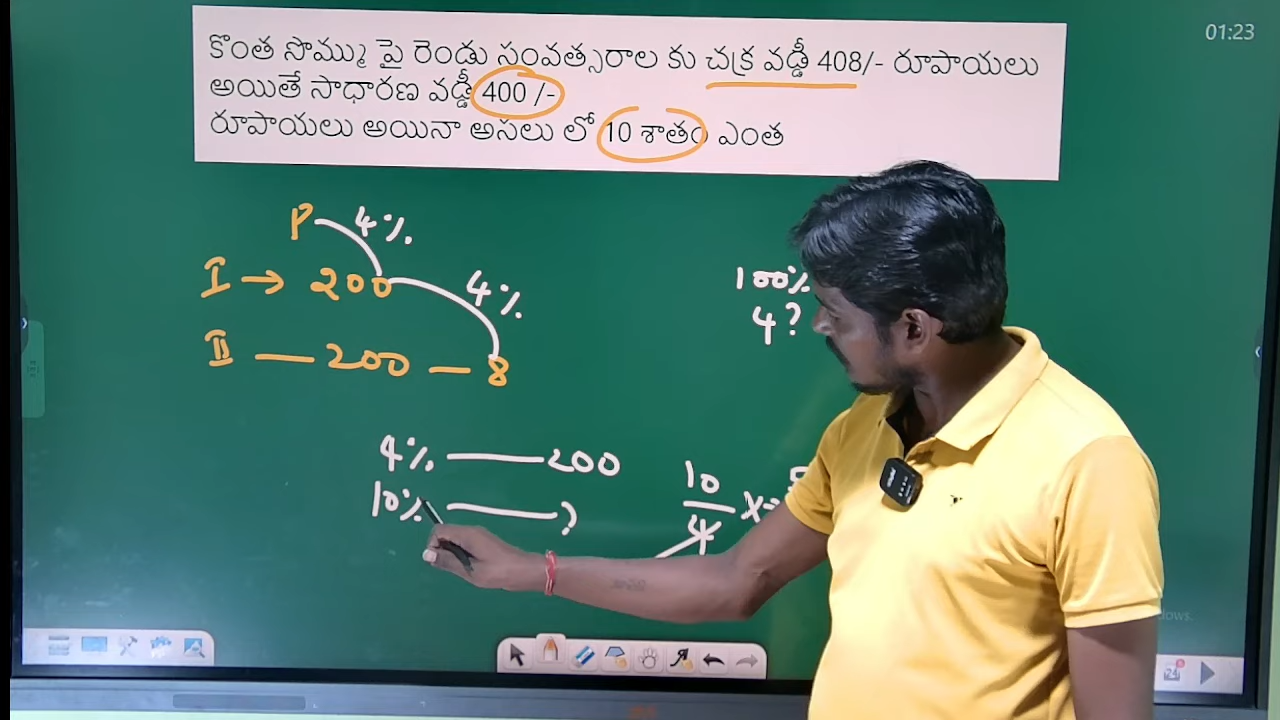 01:23
కొంత సొమ్ము పై రెండు సంవత్సరాల కు చక్ర వడ్డీ 408/- రూపాయలు
అయితే సాధారణ వడ్డీ 400 /-
రూపాయలు అయినా అసలు లో 10 శాతం ఎంత
P 4%
I → 200 4%
II — 200 — 8
100%
4?
4% — 200
10% — ?
10/4 ×